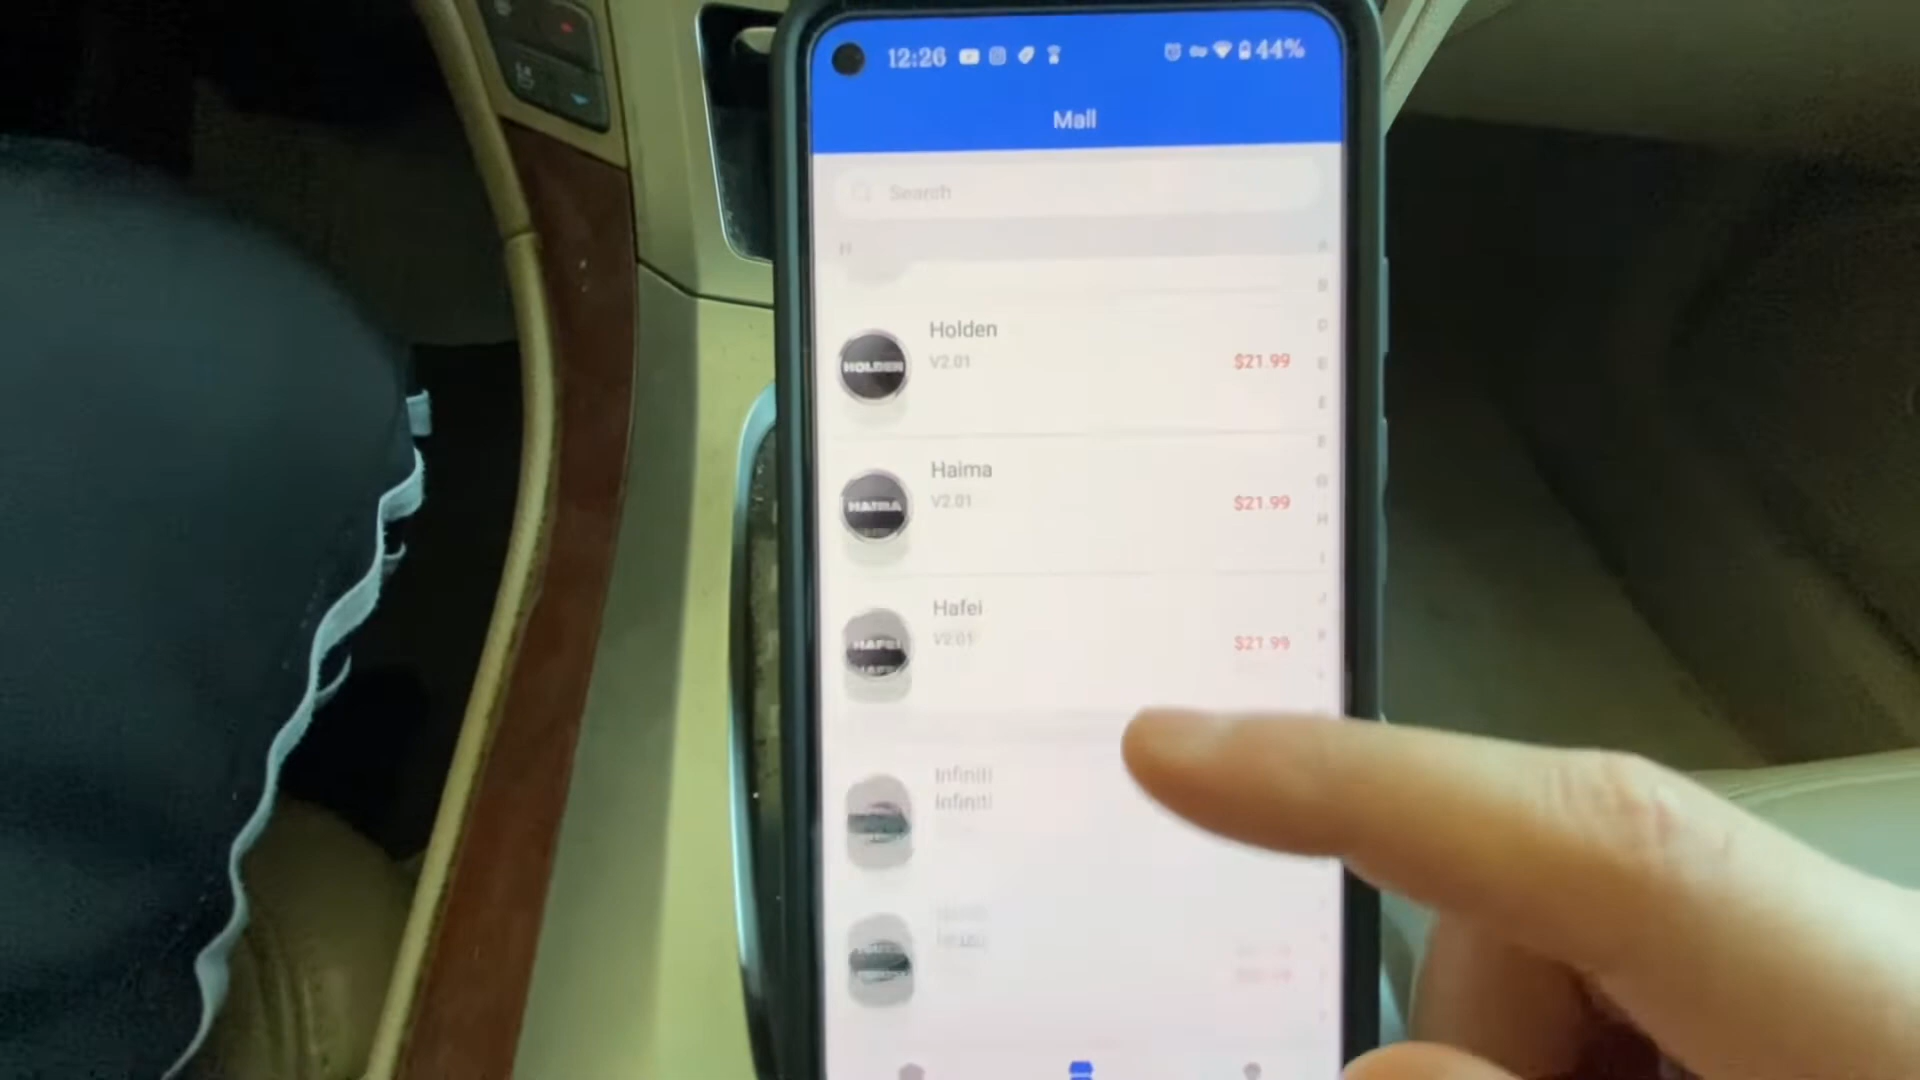 12:26
44%
Mall
Search
H
Holden
V2.01
$21.99
HOLDEN
Haima
V2.01
$21.99
HAIMA
Hafei
V2.01
$21.99
HAFEI
Infiniti
Infiniti
A
B
D
E
F
G
H
I
J
K